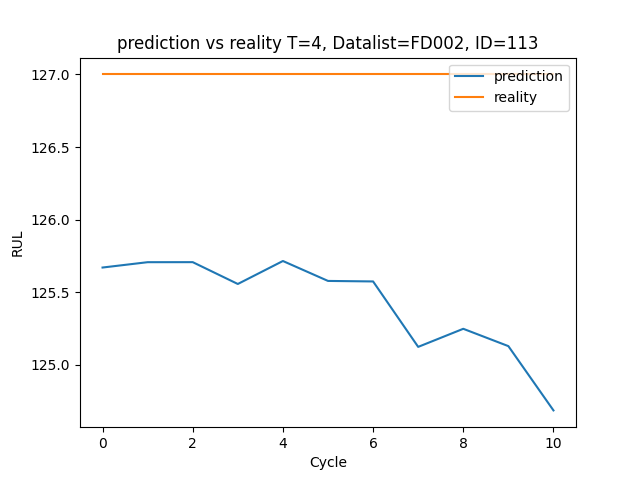 prediction vs reality T=4, Datalist=FD002, ID=113
127.0
126.5
126.0
125.5
125.0
RUL
prediction
reality
0 2 4 6 8 10
Cycle